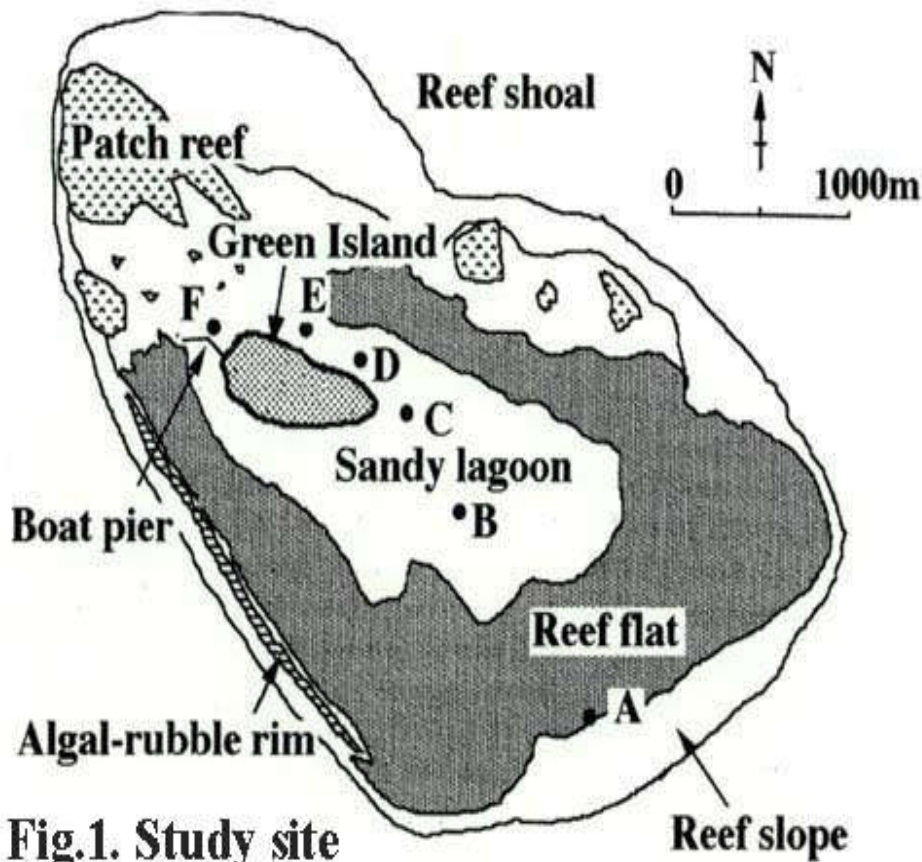 Reef shoal
N
Patch reef
0 1000m
Green Island
F
E
D
C
Sandy lagoon
B
Boat pier
Reef flat
A
Algal-rubble rim
Fig.1. Study site
Reef slope